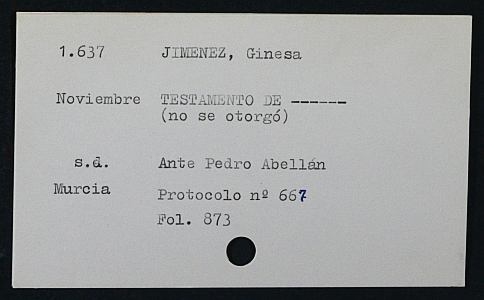 1.637 JIMENEZ, Ginesa
Noviembre TESTAMENTO DE ------
(no se otorgó)
s.d. Ante Pedro Abellán
Murcia Protocolo nº 667
Fol. 873